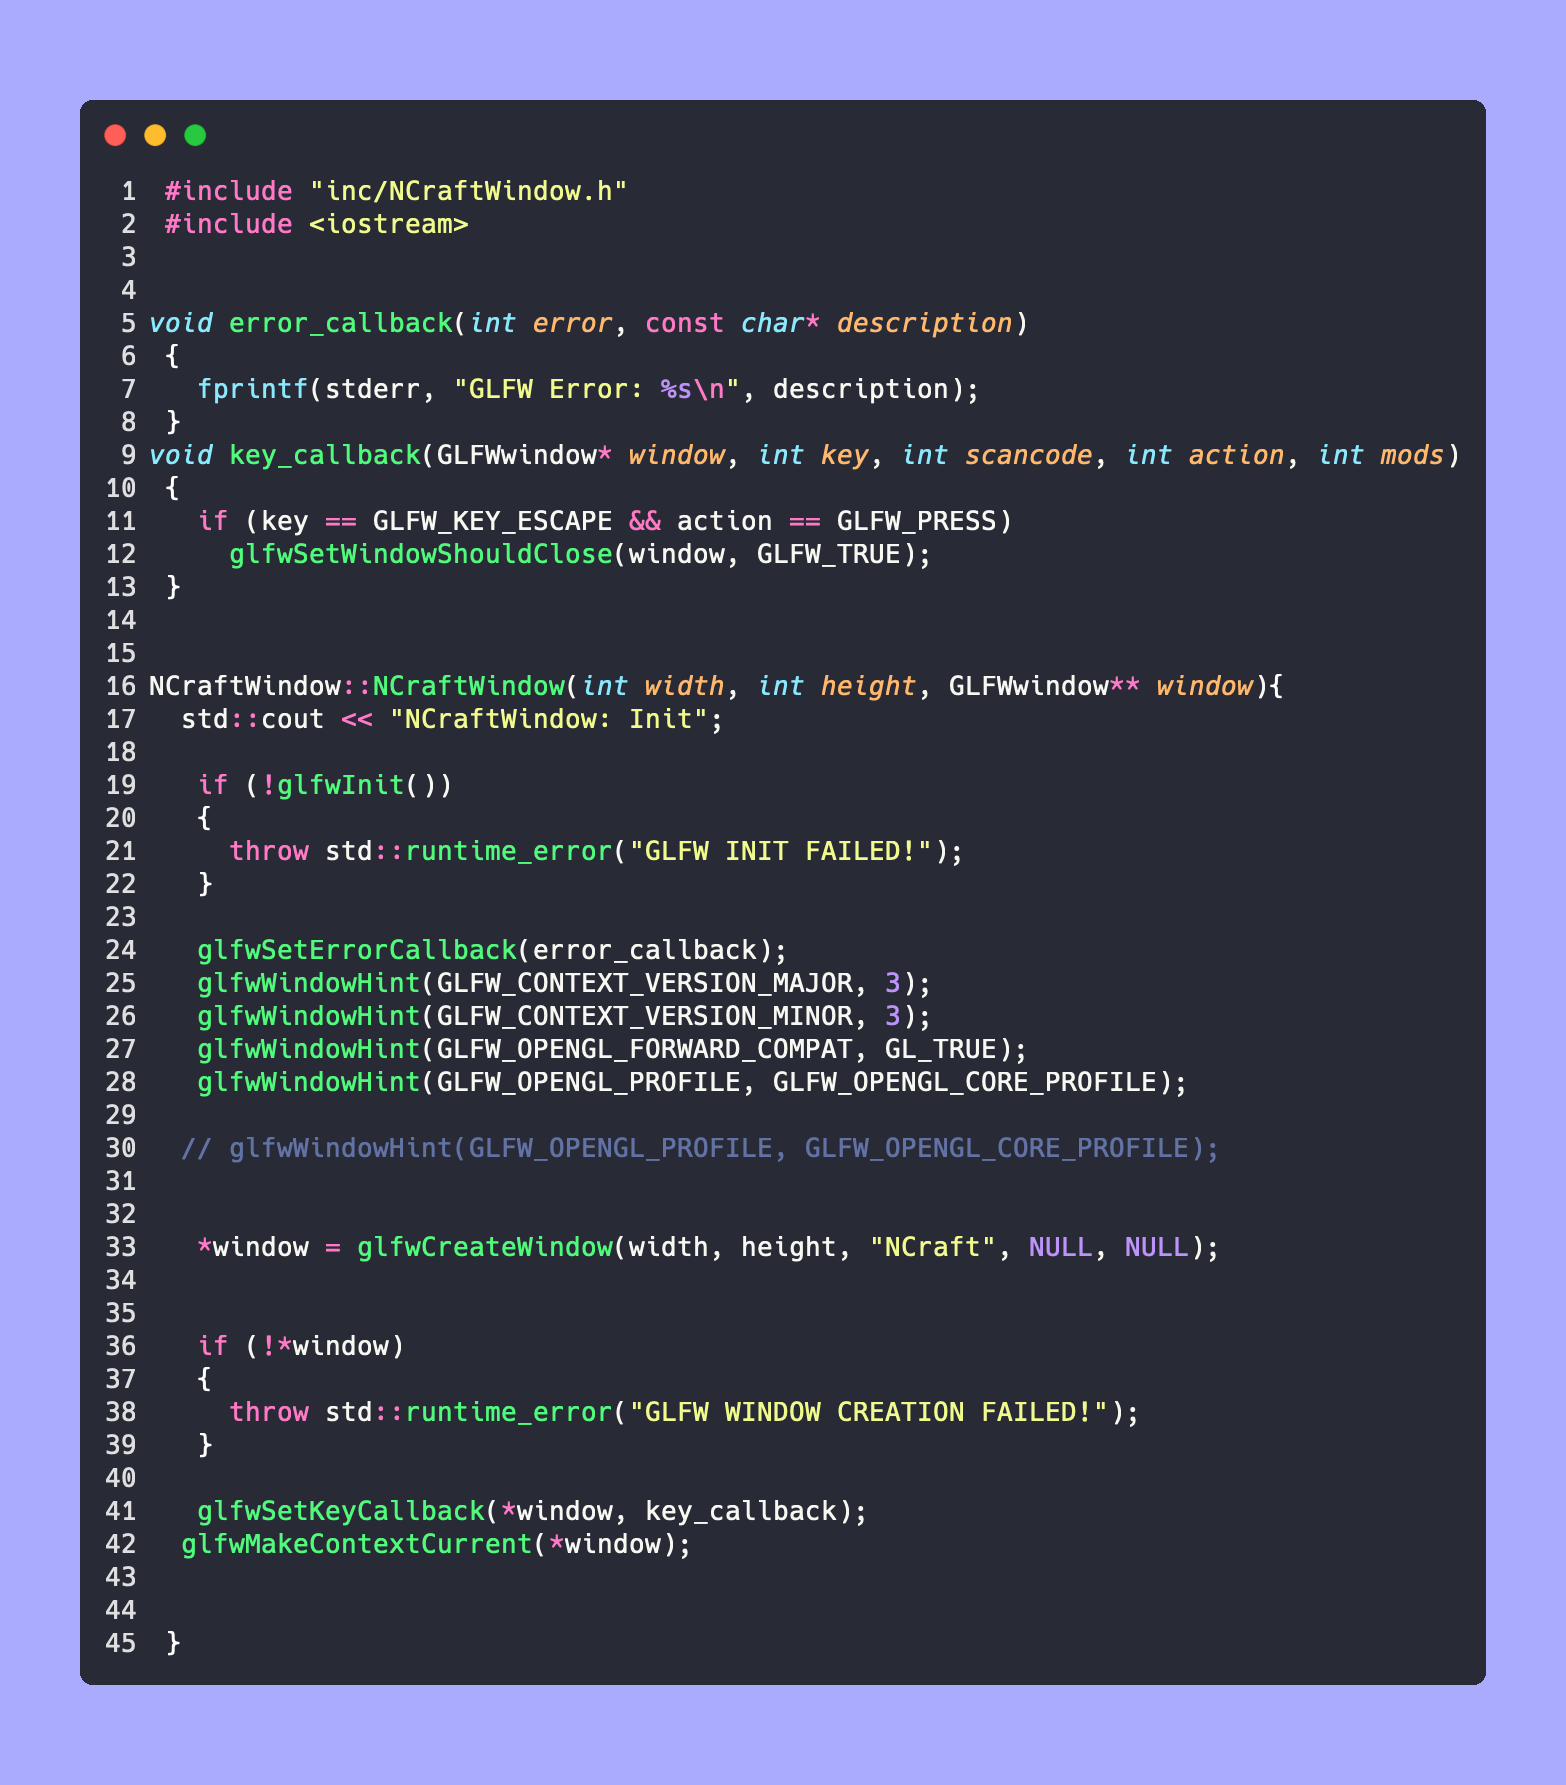 1 #include "inc/NCraftWindow.h"
2 #include <iostream>
3
4
5 void error_callback(int error, const char* description)
6 {
7   fprintf(stderr, "GLFW Error: %s\n", description);
8 }
9 void key_callback(GLFWwindow* window, int key, int scancode, int action, int mods)
10 {
11   if (key == GLFW_KEY_ESCAPE && action == GLFW_PRESS)
12     glfwSetWindowShouldClose(window, GLFW_TRUE);
13 }
14
15
16 NCraftWindow::NCraftWindow(int width, int height, GLFWwindow** window){
17   std::cout << "NCraftWindow: Init";
18
19   if (!glfwInit())
20   {
21     throw std::runtime_error("GLFW INIT FAILED!");
22   }
23
24   glfwSetErrorCallback(error_callback);
25   glfwWindowHint(GLFW_CONTEXT_VERSION_MAJOR, 3);
26   glfwWindowHint(GLFW_CONTEXT_VERSION_MINOR, 3);
27   glfwWindowHint(GLFW_OPENGL_FORWARD_COMPAT, GL_TRUE);
28   glfwWindowHint(GLFW_OPENGL_PROFILE, GLFW_OPENGL_CORE_PROFILE);
29
30   // glfwWindowHint(GLFW_OPENGL_PROFILE, GLFW_OPENGL_CORE_PROFILE);
31
32
33   *window = glfwCreateWindow(width, height, "NCraft", NULL, NULL);
34
35
36   if (!*window)
37   {
38     throw std::runtime_error("GLFW WINDOW CREATION FAILED!");
39   }
40
41   glfwSetKeyCallback(*window, key_callback);
42   glfwMakeContextCurrent(*window);
43
44
45 }